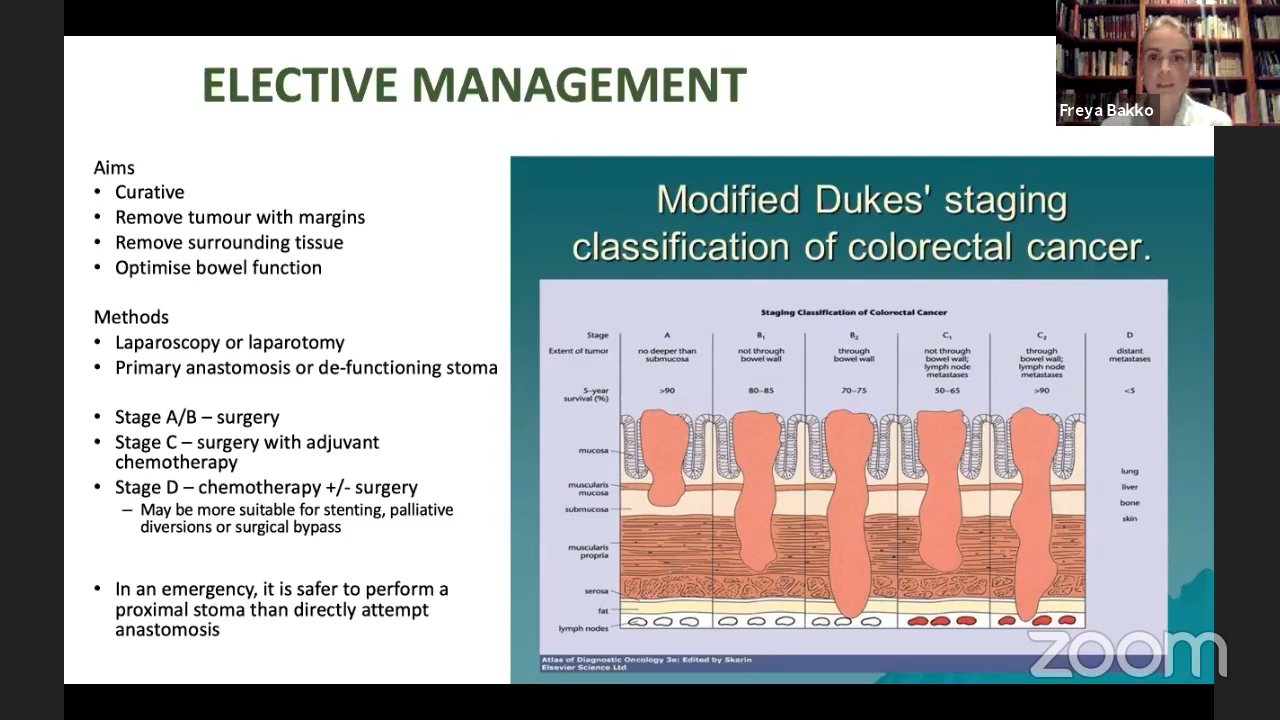 ELECTIVE MANAGEMENT
Freya Bakko
Aims
• Curative
• Remove tumour with margins
• Remove surrounding tissue
• Optimise bowel function
Methods
• Laparoscopy or laparotomy
• Primary anastomosis or de-functioning stoma
• Stage A/B – surgery
• Stage C – surgery with adjuvant
chemotherapy
• Stage D – chemotherapy +/- surgery
– May be more suitable for stenting, palliative
diversions or surgical bypass
• In an emergency, it is safer to perform a
proximal stoma than directly attempt
anastomosis
Modified Dukes' staging
classification of colorectal cancer.
Staging Classification of Colorectal Cancer
Stage A B₁ B₂ C₁ C₂ D
Extent of tumor
no deeper than
submucosa
not through
bowel wall
through
bowel wall
not through
bowel wall;
lymph node
metastases
through
bowel wall;
lymph node
metastases
distant
metastases
5-year
survival (%)
>90 80–85 70–75 50–65 >90 <5
mucosa
muscularis
mucosa
submucosa
muscularis
propria
serosa
fat
lymph nodes
lung
liver
bone
skin
Atlas of Diagnostic Oncology 3e: Edited by Skarin
Elsevier Science Ltd
zoom